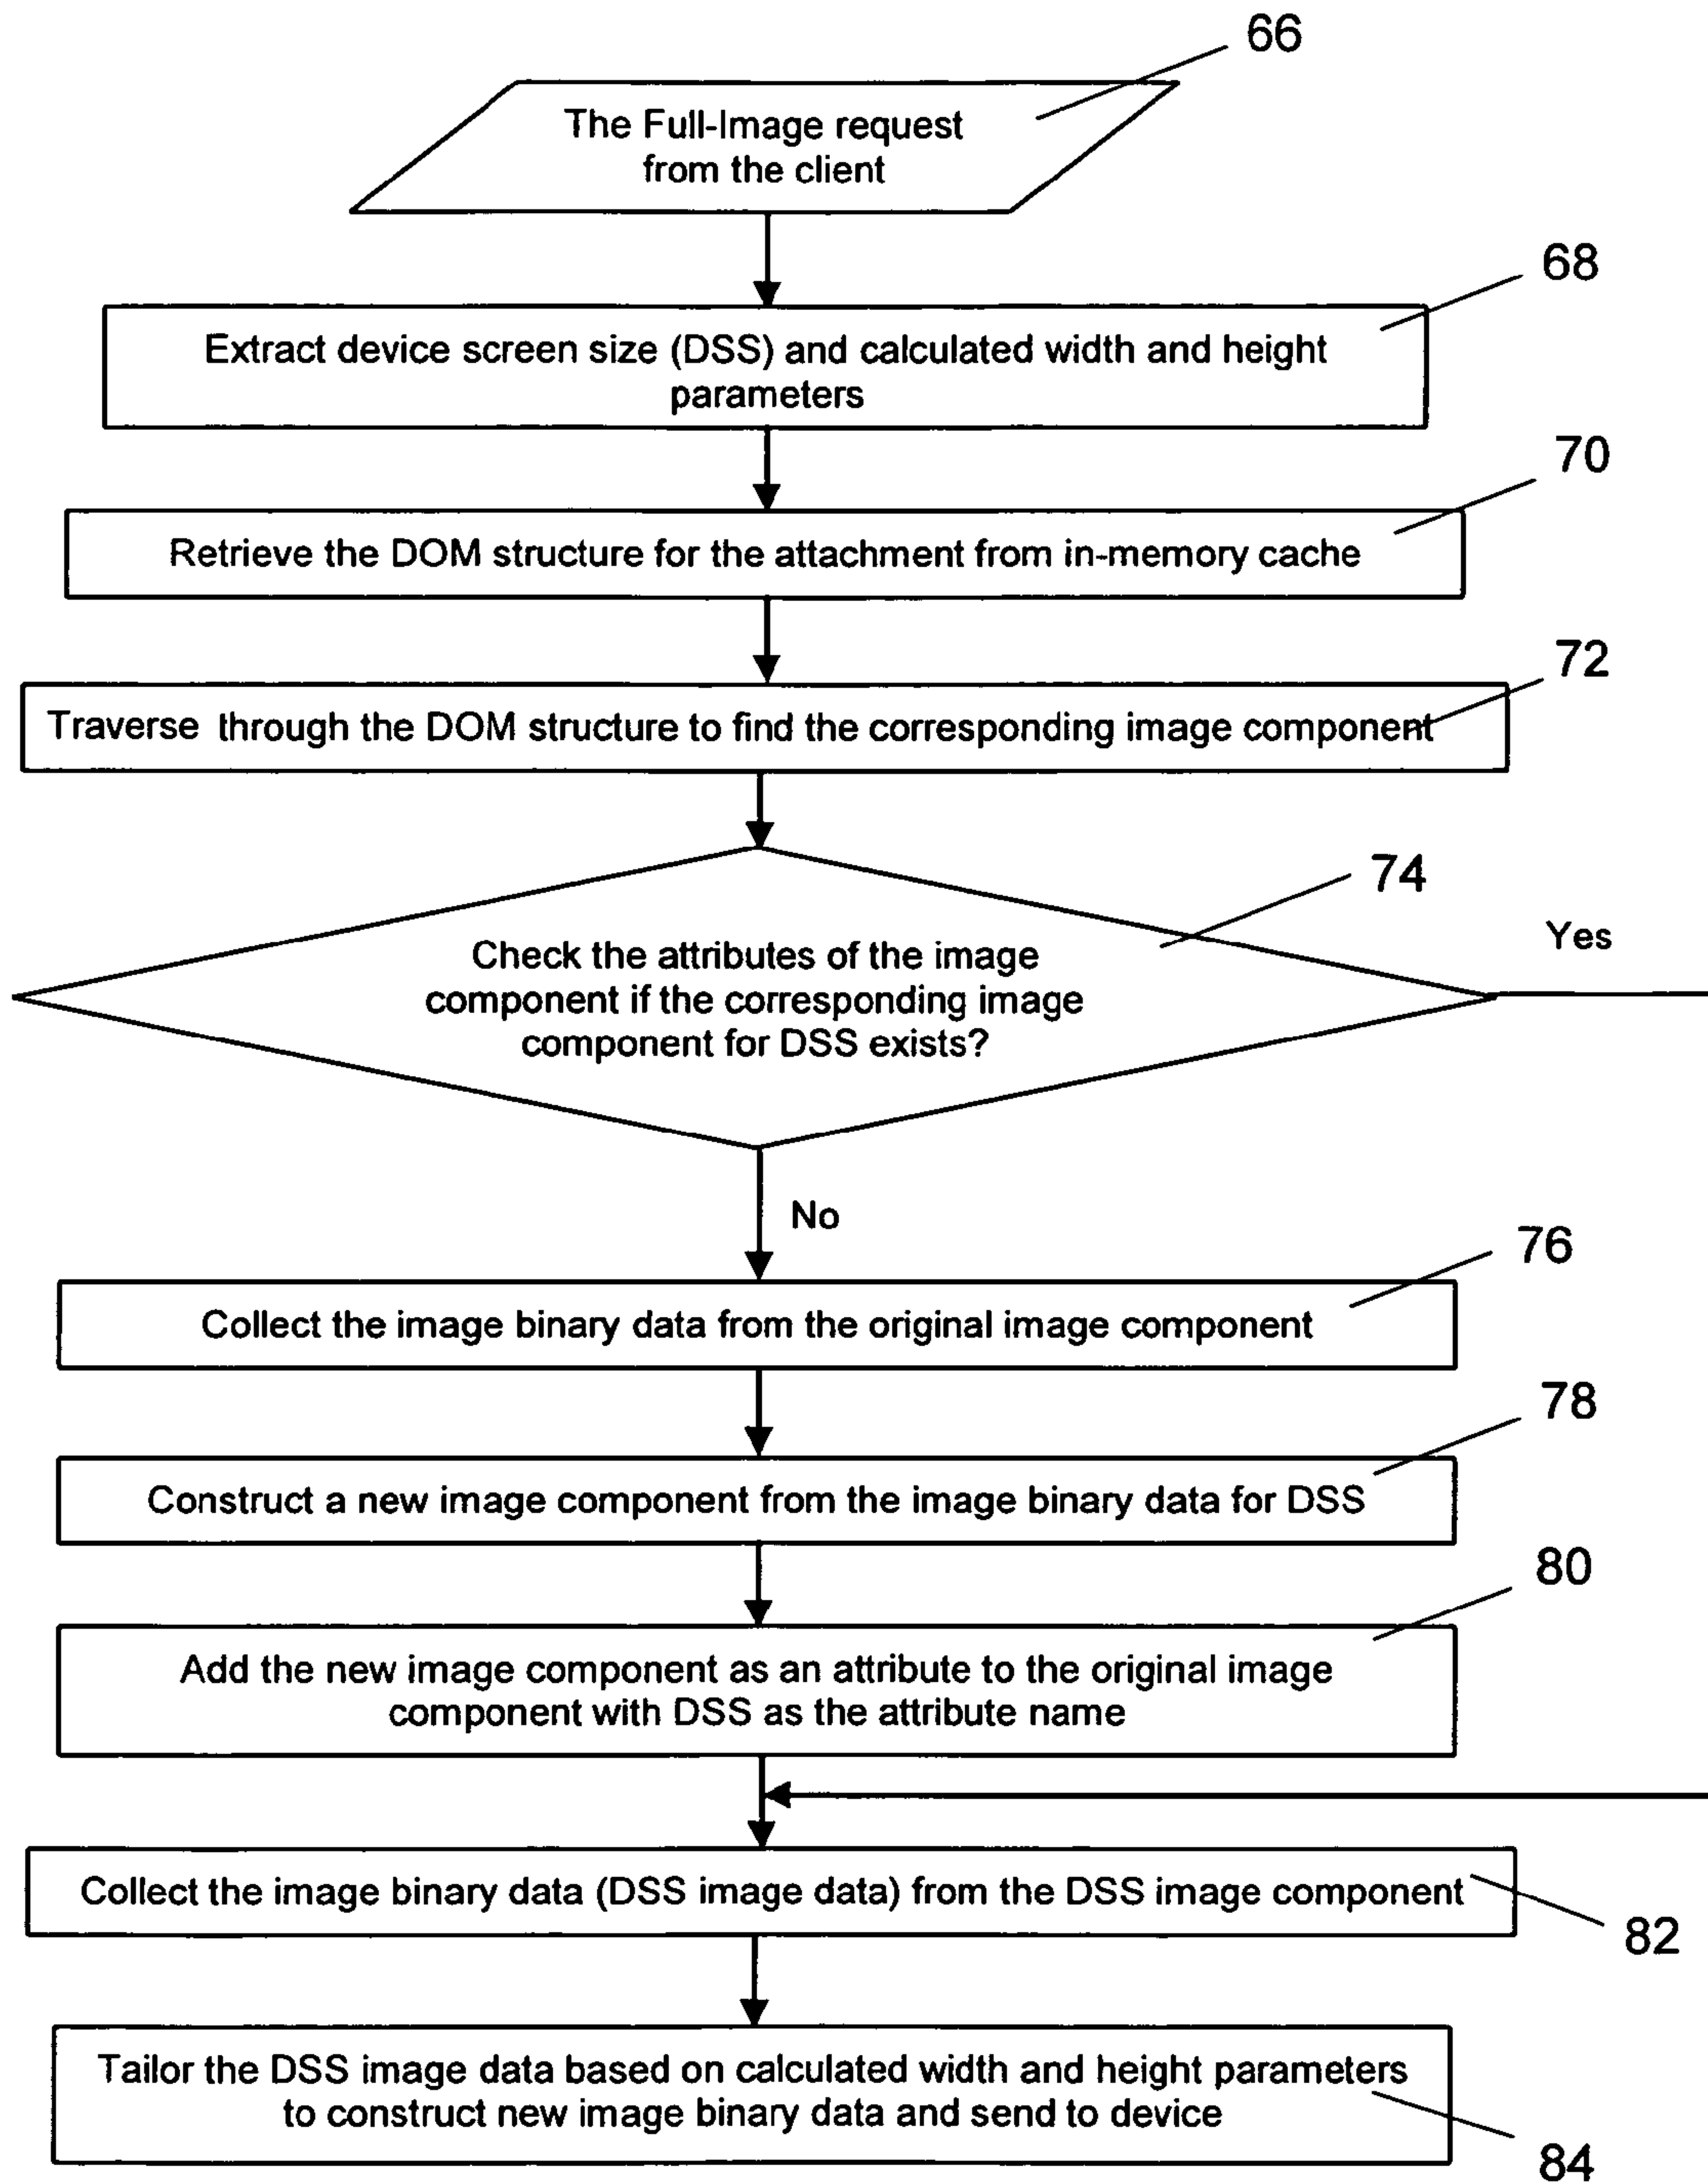 66
The Full-Image request
from the client
68
Extract device screen size (DSS) and calculated width and height
parameters
70
Retrieve the DOM structure for the attachment from in-memory cache
72
Traverse through the DOM structure to find the corresponding image component
74
Yes
Check the attributes of the image
component if the corresponding image
component for DSS exists?
No
76
Collect the image binary data from the original image component
78
Construct a new image component from the image binary data for DSS
80
Add the new image component as an attribute to the original image
component with DSS as the attribute name
Collect the image binary data (DSS image data) from the DSS image component
82
Tailor the DSS image data based on calculated width and height parameters
to construct new image binary data and send to device
84